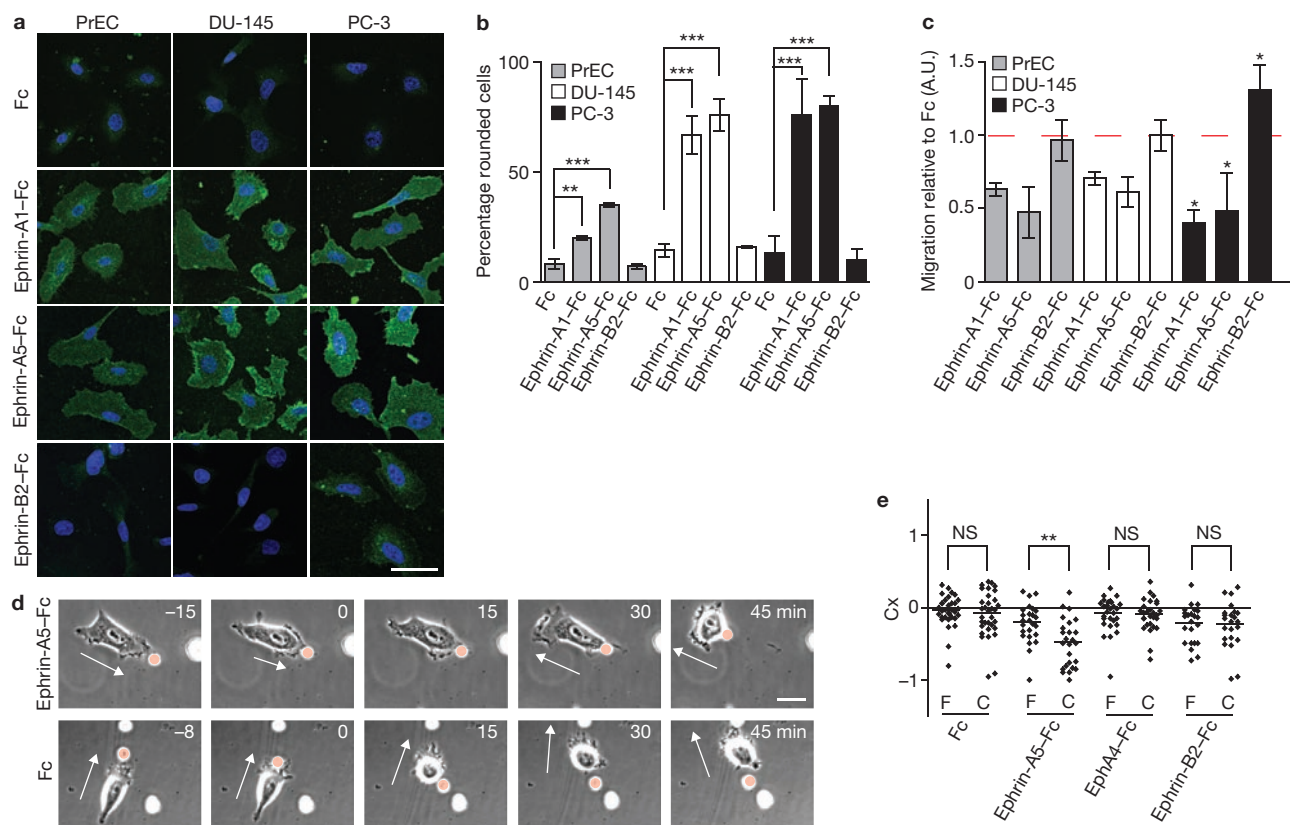 a
PrEC DU-145 PC-3
Fc
Ephrin-A1–Fc
Ephrin-A5–Fc
Ephrin-B2–Fc
b
Percentage rounded cells
100
50
0
PrEC
DU-145
PC-3
** *** *** *** *** ***
Fc
Ephrin-A1–Fc
Ephrin-A5–Fc
Ephrin-B2–Fc
Fc
Ephrin-A1–Fc
Ephrin-A5–Fc
Ephrin-B2–Fc
Fc
Ephrin-A1–Fc
Ephrin-A5–Fc
Ephrin-B2–Fc
c
Migration relative to Fc (A.U.)
1.5
1.0
0.5
0
PrEC
DU-145
PC-3
* * *
Ephrin-A1–Fc
Ephrin-A5–Fc
Ephrin-B2–Fc
Ephrin-A1–Fc
Ephrin-A5–Fc
Ephrin-B2–Fc
Ephrin-A1–Fc
Ephrin-A5–Fc
Ephrin-B2–Fc
d
Ephrin-A5–Fc
–15 0 15 30 45 min
Fc
–8 0 15 30 45 min
e
Cx
1
0
–1
NS ** NS NS
F C F C F C F C
Fc
Ephrin-A5–Fc
EphA4–Fc
Ephrin-B2–Fc